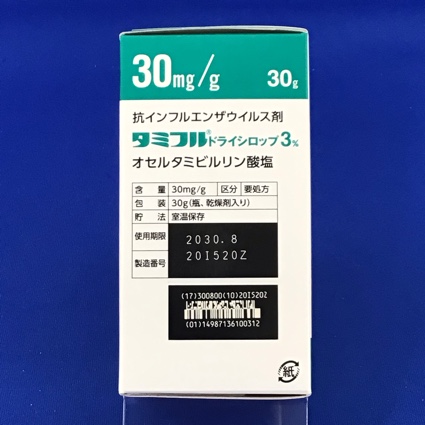 30mg/g 30g
抗インフルエンザウイルス剤
タミフル®ドライシロップ3%
オセルタミビルリン酸塩
含量 30mg/g 区分 要処方
包装 30g(瓶、乾燥剤入り)
貯法 室温保存
使用期限 2030.8
製造番号 20I520Z
(17)300800(10)20I520Z
(01)14987136100312
紙